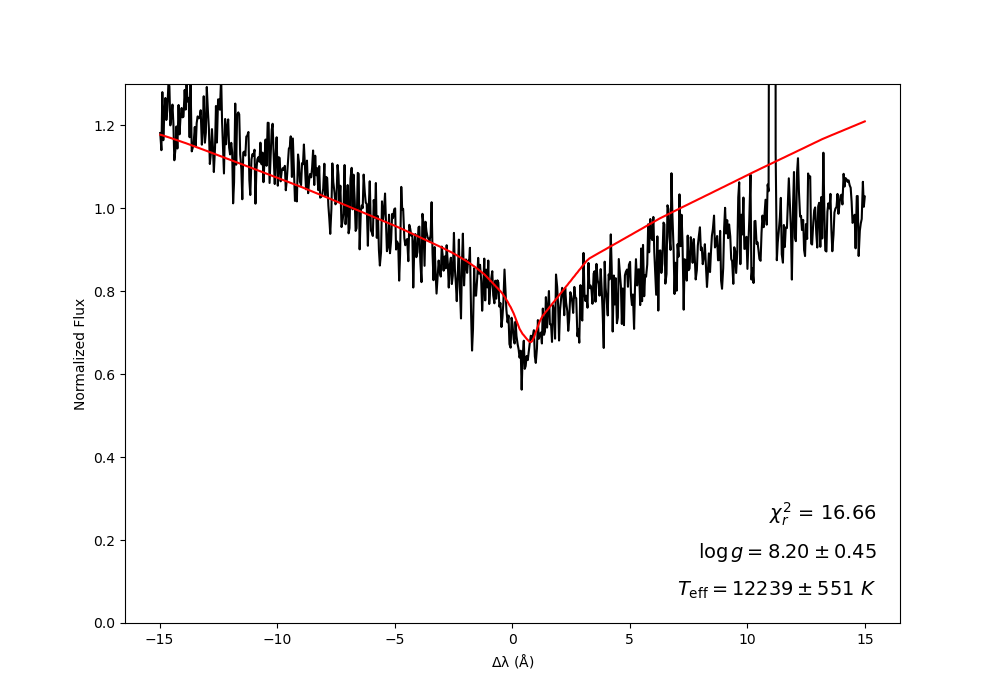 1.2
1.0
0.8
0.6
0.4
0.2
0.0
Normalized Flux
χ²ᵣ = 16.66
log g = 8.20 ± 0.45
T_eff = 12239 ± 551 K
−15 −10 −5 0 5 10 15
Δλ (Å)